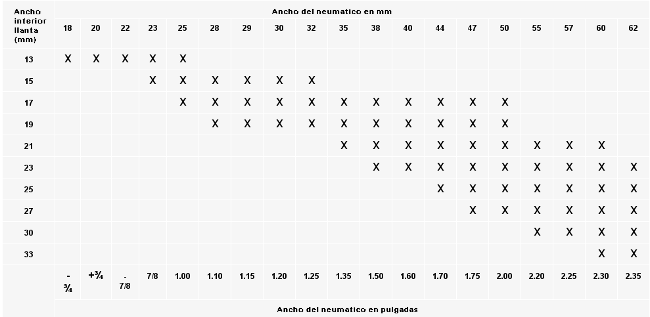 Ancho inferior llanta (mm) Ancho del neumatico en mm
18 20 22 23 25 28 29 30 32 35 38 40 44 47 50 55 57 60 62
13 X X X X X
15 X X X X X X
17 X X X X X X X X X X X
19 X X X X X X X X X X
21 X X X X X X X X X
23 X X X X X X X X X
25 X X X X X X X
27 X X X X X X
30 X X X X
33 X X
- ¾ +¾ - 7/8 7/8 1.00 1.10 1.15 1.20 1.25 1.35 1.50 1.60 1.70 1.75 2.00 2.20 2.25 2.30 2.35
Ancho del neumatico en pulgadas